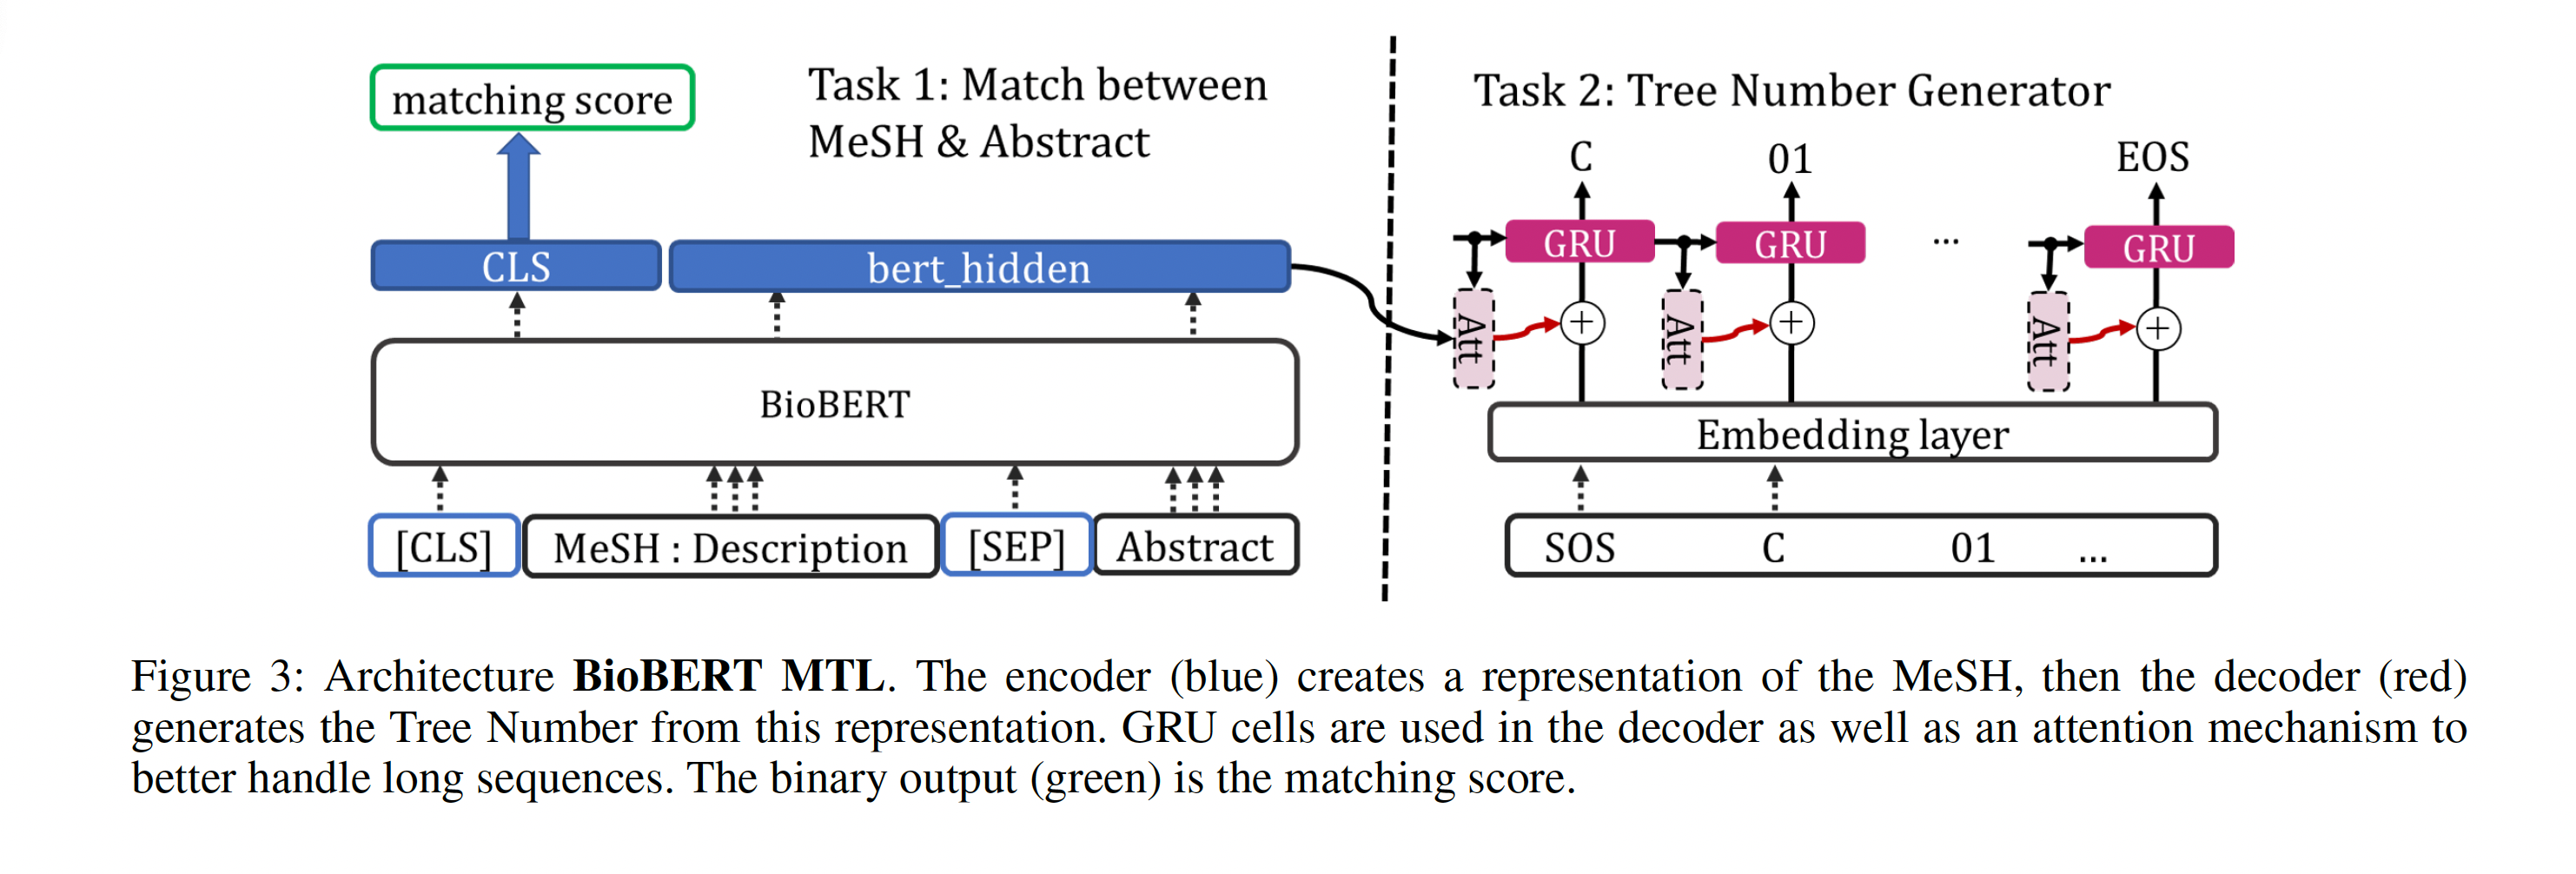 matching score
Task 1: Match between
MeSH & Abstract
CLS
bert_hidden
BioBERT
[CLS]
MeSH : Description
[SEP]
Abstract
Task 2: Tree Number Generator
C
01
EOS
GRU
GRU
...
GRU
Att
Att
Att
+
+
+
Embedding layer
SOS C 01 ...
Figure 3: Architecture BioBERT MTL. The encoder (blue) creates a representation of the MeSH, then the decoder (red)
generates the Tree Number from this representation. GRU cells are used in the decoder as well as an attention mechanism to
better handle long sequences. The binary output (green) is the matching score.